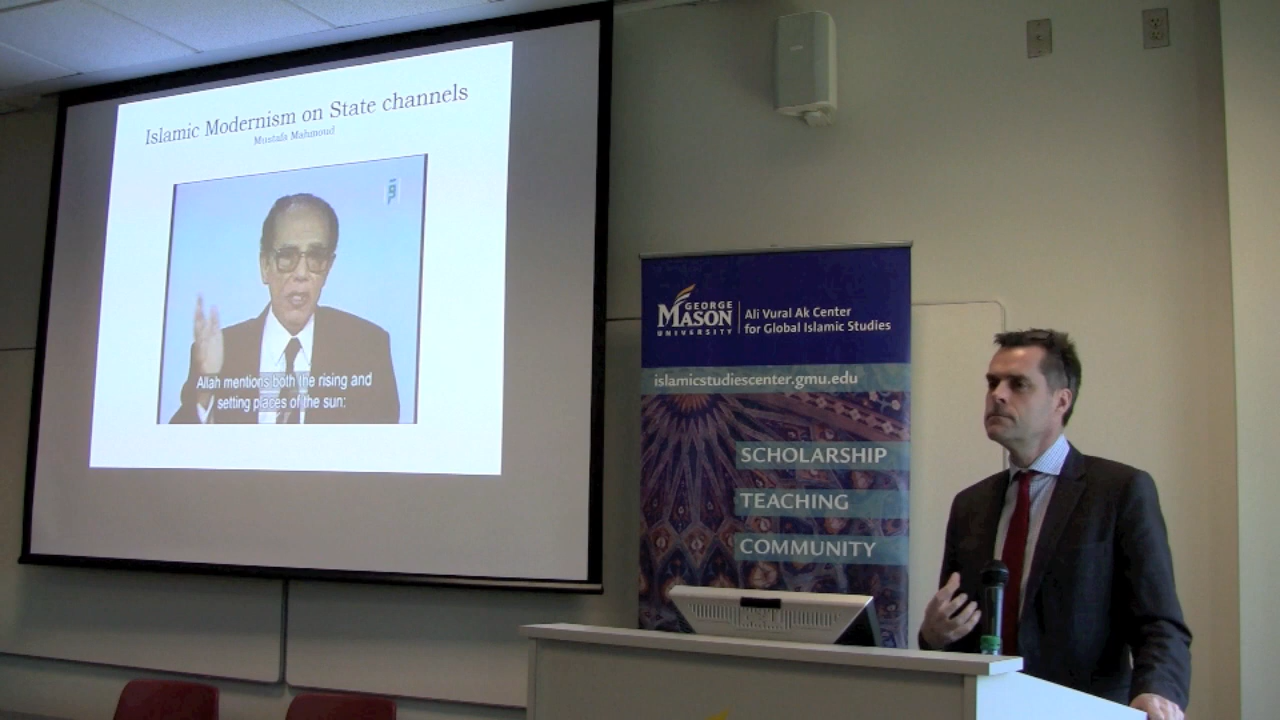 Islamic Modernism on State channels
Mustafa Mahmoud
Allah mentions both the rising and
setting places of the sun:
GEORGE
MASON
UNIVERSITY
Ali Vural Ak Center
for Global Islamic Studies
islamicstudiescenter.gmu.edu
SCHOLARSHIP
TEACHING
COMMUNITY